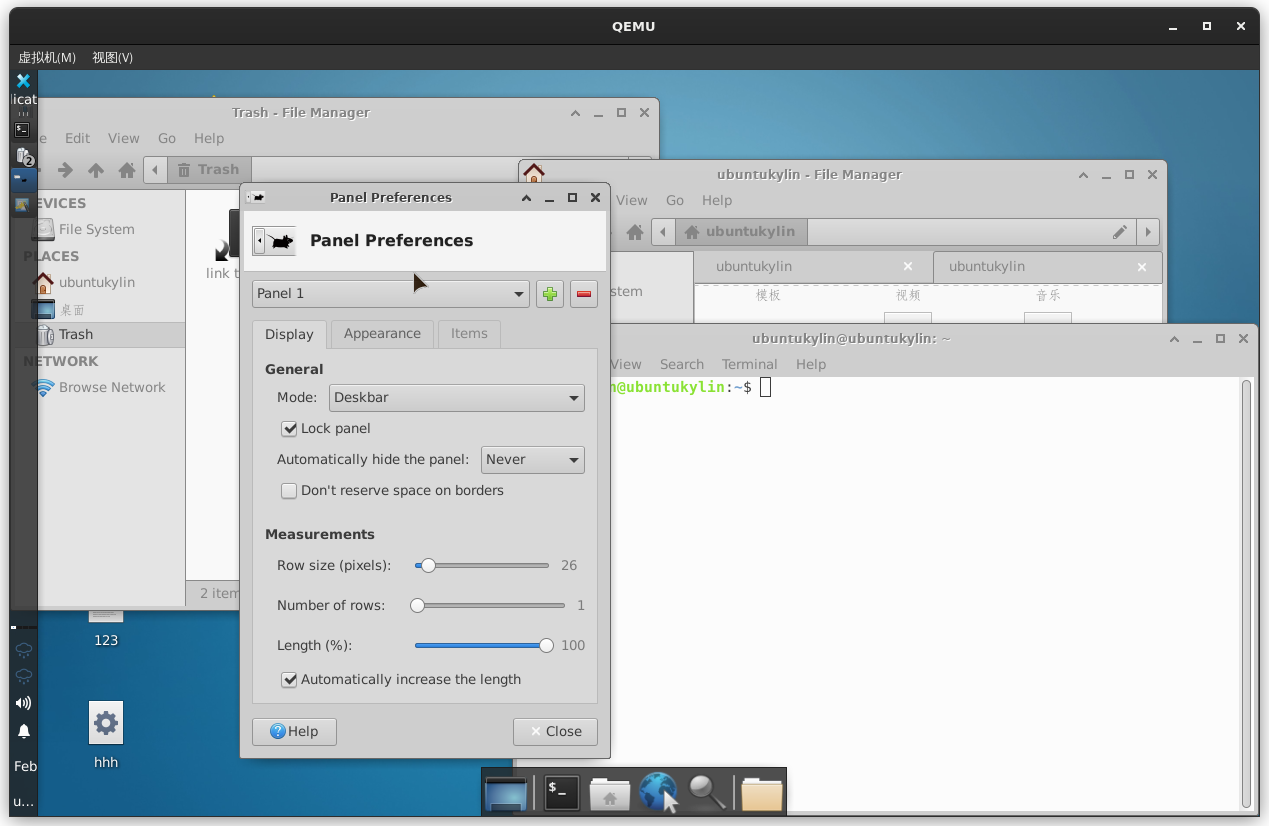 QEMU
虚拟机(M) 视图(V)
licat
Trash - File Manager
e Edit View Go Help
Trash
EVICES
File System
PLACES
ubuntukylin
桌面
Trash
NETWORK
Browse Network
link t
2 item
ubuntukylin - File Manager
View Go Help
ubuntukylin
stem
ubuntukylin ubuntukylin
模板 视频 音乐
Panel Preferences
Panel Preferences
Panel 1
Display Appearance Items
General
Mode: Deskbar
Lock panel
Automatically hide the panel: Never
Don't reserve space on borders
Measurements
Row size (pixels): 26
Number of rows: 1
Length (%): 100
Automatically increase the length
Help Close
ubuntukylin@ubuntukylin: ~
View Search Terminal Help
n@ubuntukylin:~$
2
123
hhh
Feb
u...
$_